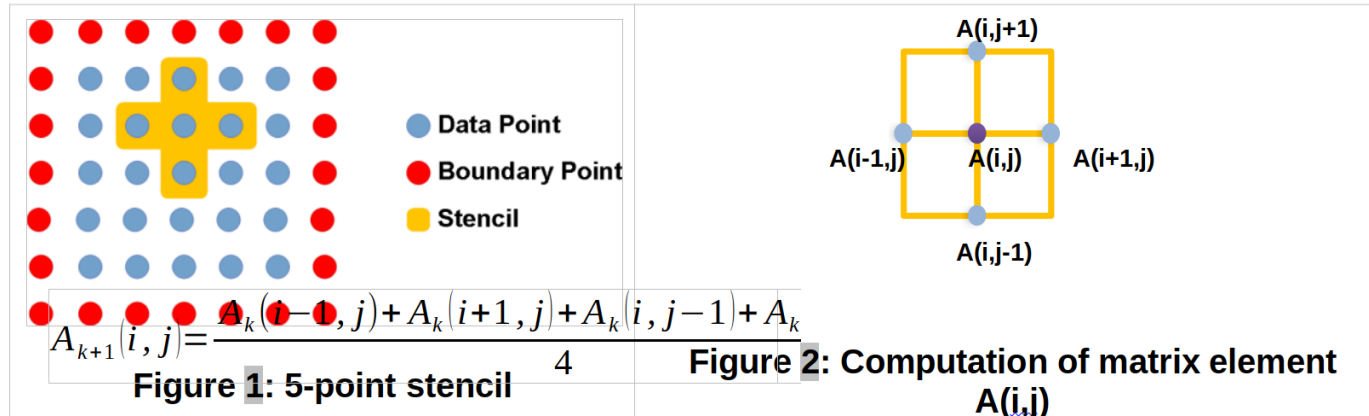 Data Point
Boundary Point
Stencil
A_{k+1}(i,j)=\frac{A_k(i-1,j)+A_k(i+1,j)+A_k(i,j-1)+A_k}{4}
Figure 1: 5-point stencil
A(i,j+1)
A(i-1,j) A(i,j) A(i+1,j)
A(i,j-1)
Figure 2: Computation of matrix element
A(i,j)